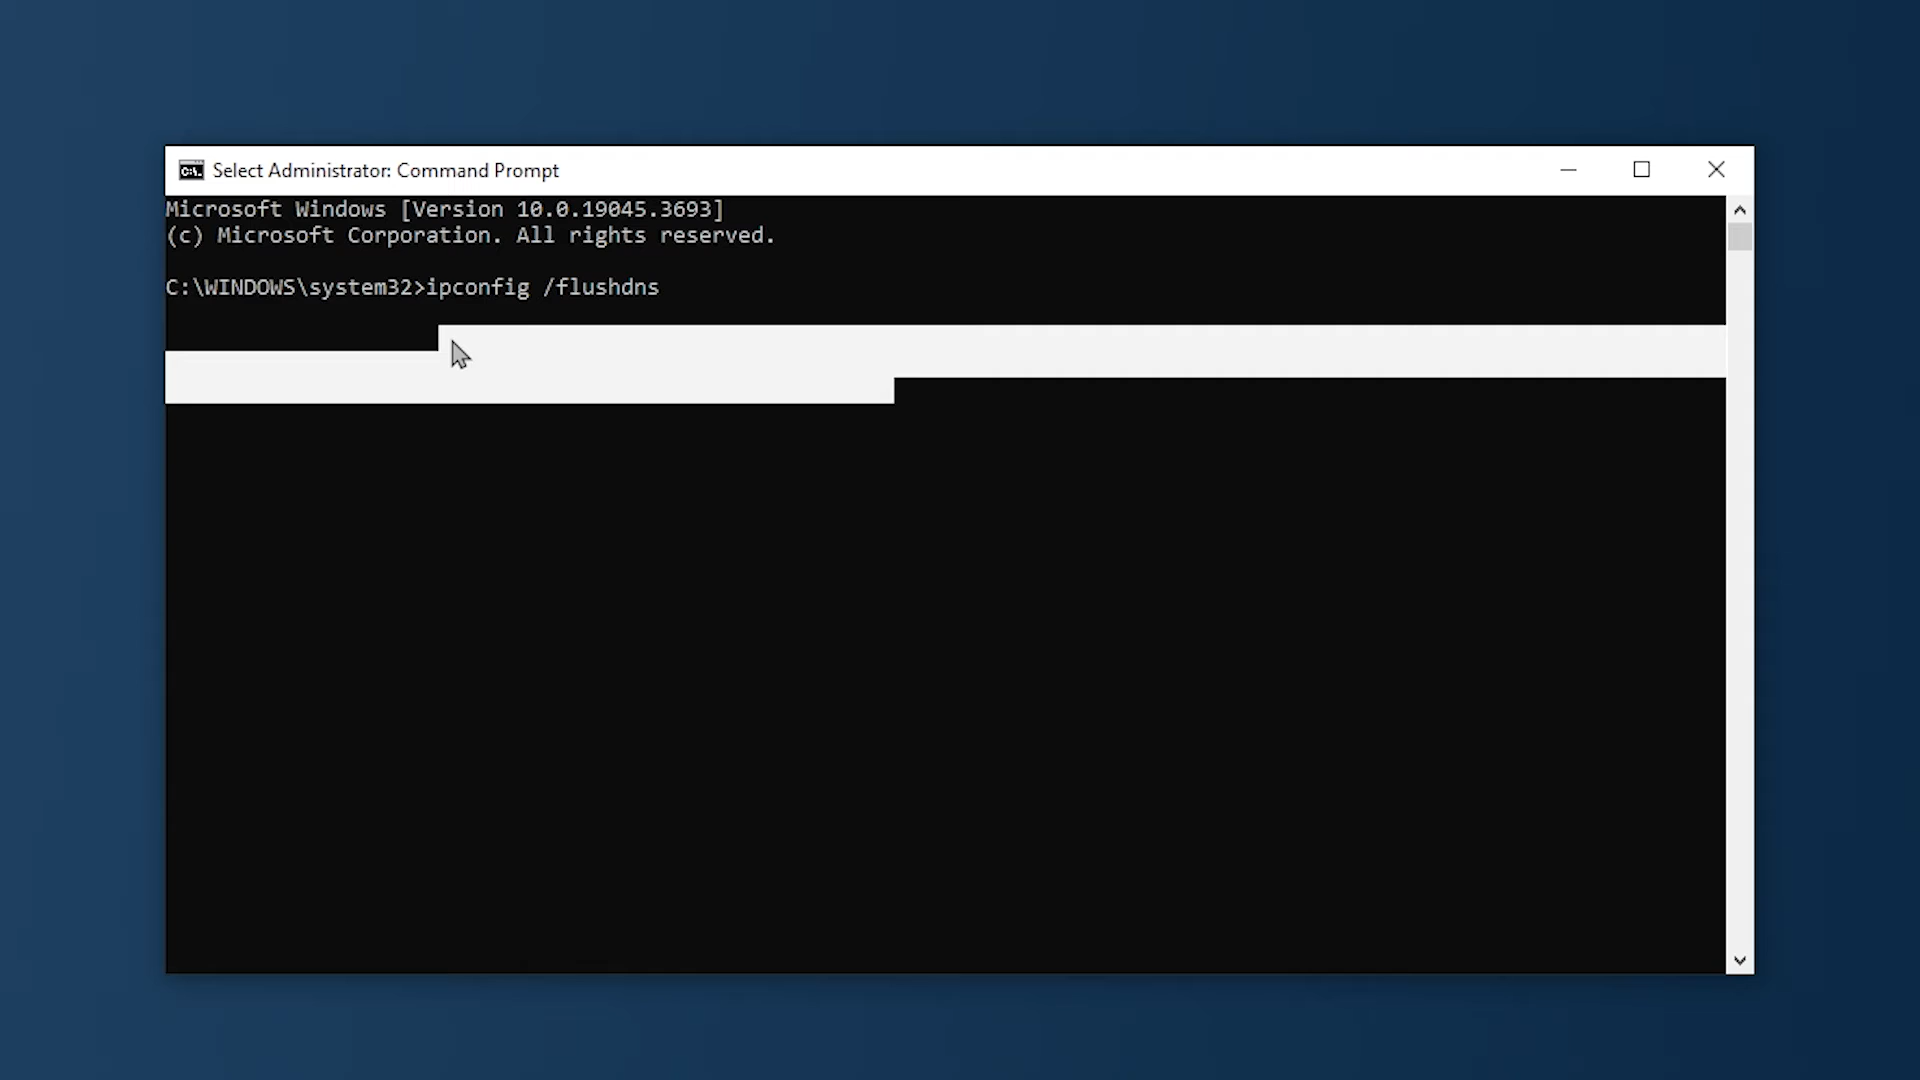 Select Administrator: Command Prompt
Microsoft Windows [Version 10.0.19045.3693]
(c) Microsoft Corporation. All rights reserved.
C:\WINDOWS\system32>ipconfig /flushdns